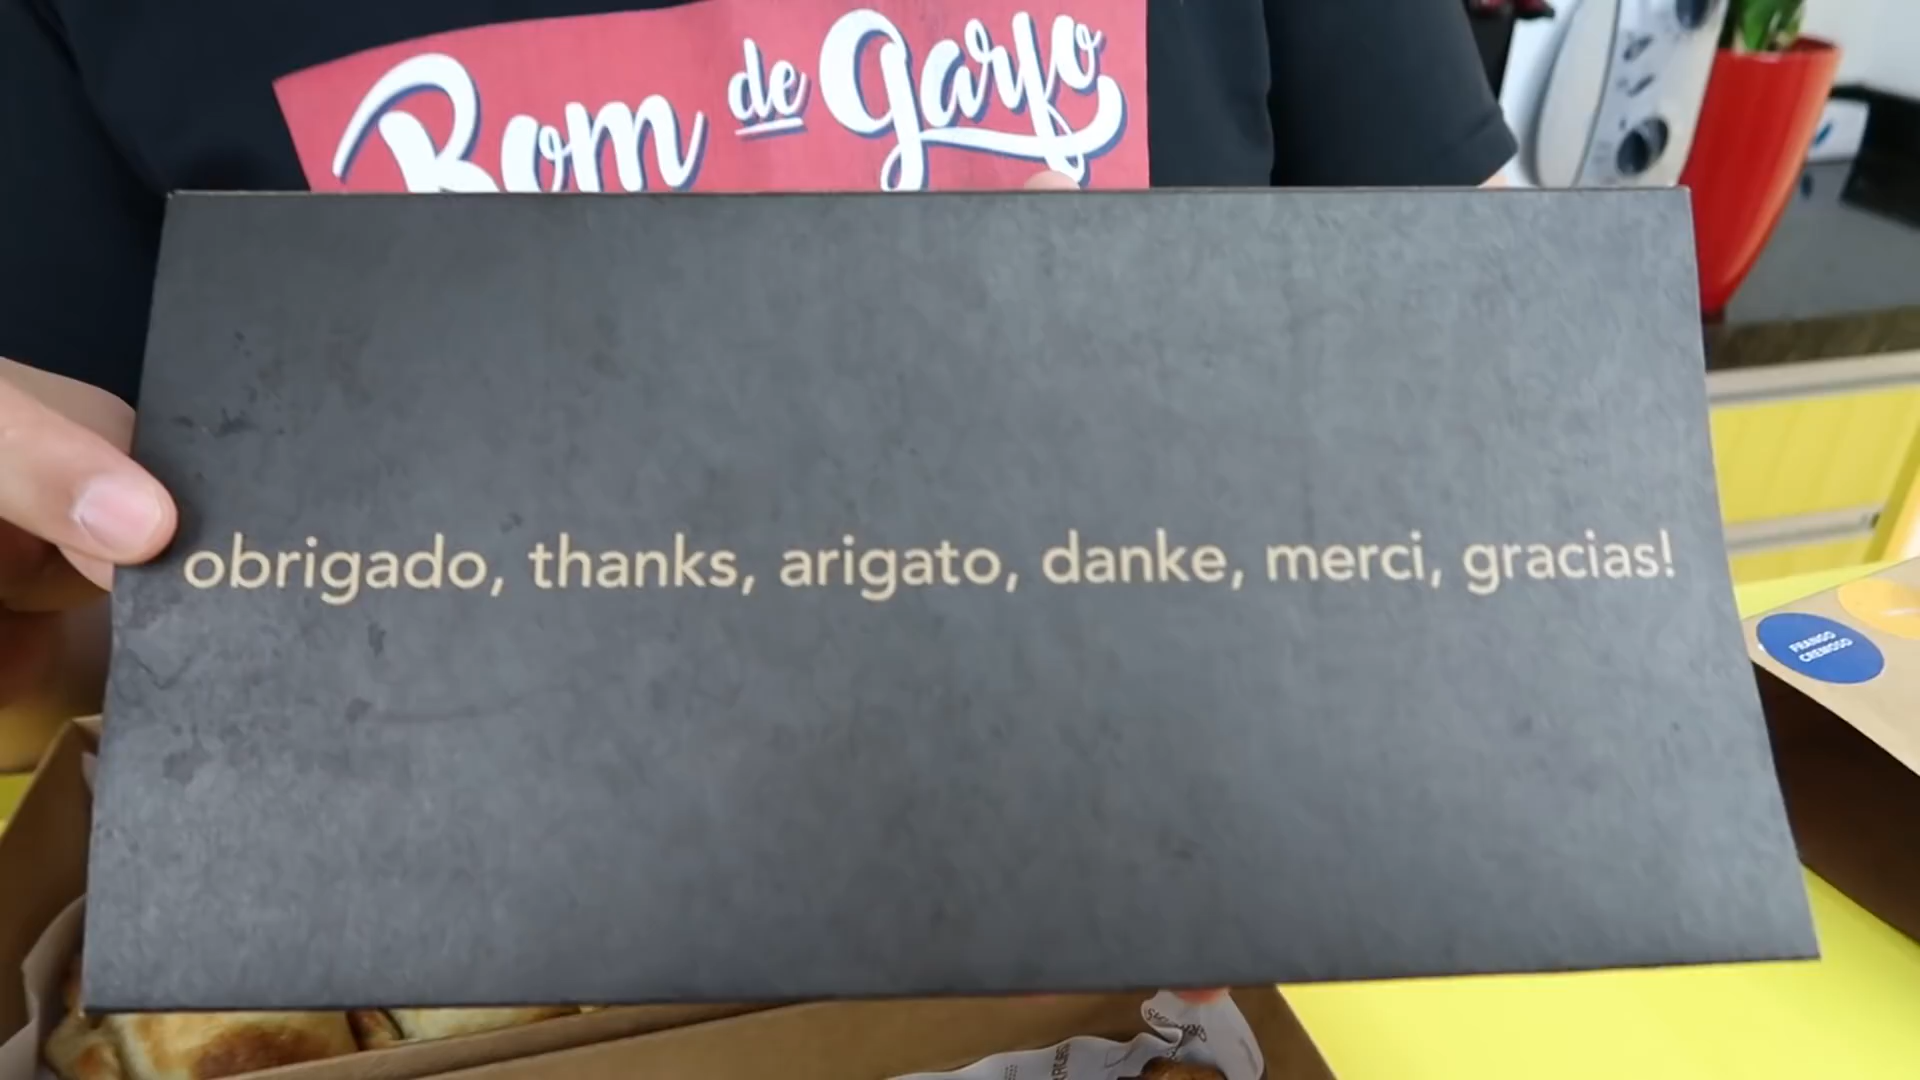 Bom de Garfo
obrigado, thanks, arigato, danke, merci, gracias!
FRANGO
CREMOSO